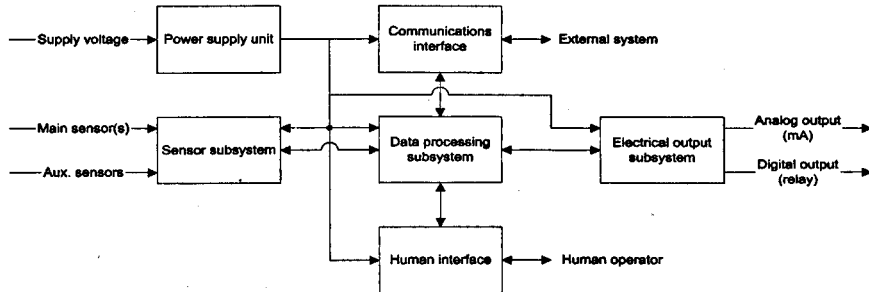 Supply voltage
Power supply unit
Communications
interface
External system
Main sensor(s)
Aux. sensors
Sensor subsystem
Data processing
subsystem
Electrical output
subsystem
Analog output
(mA)
Digital output
(relay)
Human interface
Human operator